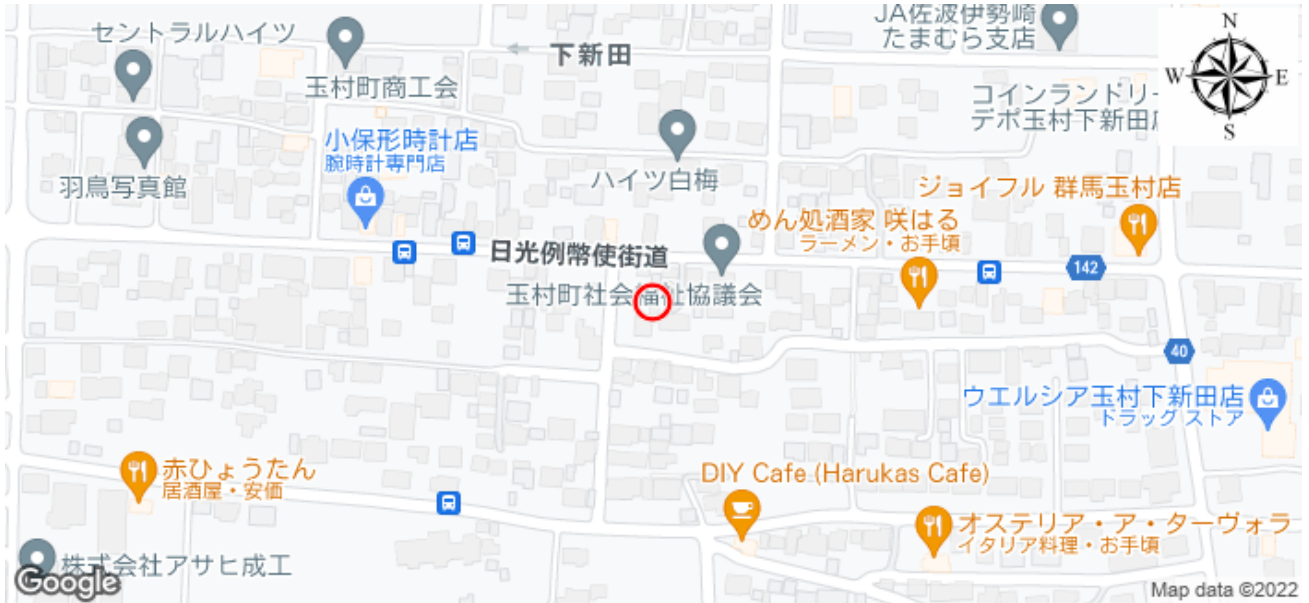 セントラルハイツ
玉村町商工会
下新田
JA佐波伊勢崎
たまむら支店
N
W
E
S
コインランドリー
デポ玉村下新田店
羽鳥写真館
小保形時計店
腕時計専門店
ハイツ白梅
ジョイフル 群馬玉村店
めん処酒家 咲はる
ラーメン・お手頃
日光例幣使街道
142
玉村町社会福祉協議会
40
ウエルシア玉村下新田店
ドラッグ ストア
赤ひょうたん
居酒屋・安価
DIY Cafe (Harukas Cafe)
オステリア・ア・ターヴォラ
イタリア料理・お手頃
株式会社アサヒ成工
Google
Map data ©2022